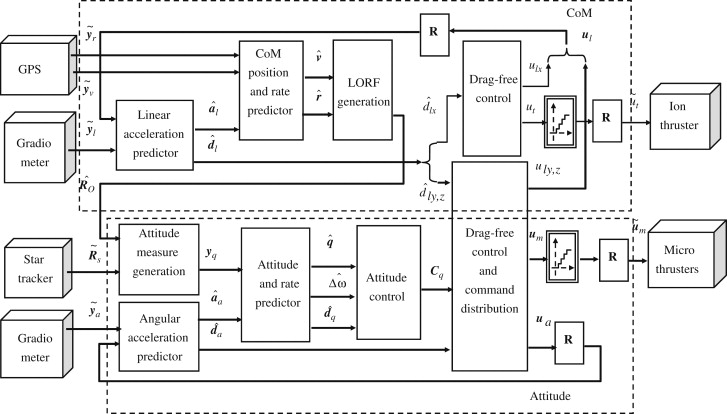 CoM
ỹ_r
R
u_l
GPS
CoM
position
and rate
predictor
v̂
LORF
generation
Drag-free
control
u_lx
ỹ_v
r̂
d̂_lx
u_t
ũ_t
Ion
thruster
R
Gradio
meter
ỹ_l
Linear
acceleration
predictor
â_l
d̂_l
u_ly,z
R̂_O
d̂_ly,z
Star
tracker
R̃_s
Attitude
measure
generation
y_q
Attitude
and rate
predictor
q̂
Δω̂
d̂_q
Attitude
control
C_q
Drag-free
control
and
command
distribution
u_m
R
ũ_m
Micro
thrusters
Gradio
meter
ỹ_a
Angular
acceleration
predictor
â_a
d̂_a
u_a
R
Attitude